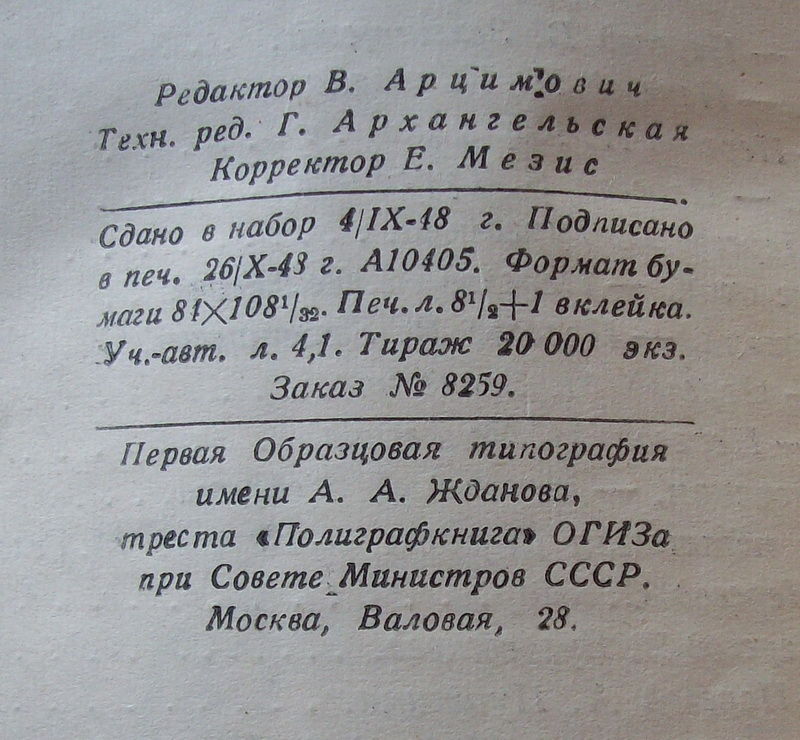 Редактор В. Арцимович
Техн. ред. Г. Архангельская
Корректор Е. Мезис
Сдано в набор 4/IX-48 г. Подписано
в печ. 26/X-48 г. А10405. Формат бу-
маги 84×108¹/₃₂. Печ. л. 8¹/₂+1 вклейка.
Уч.-авт. л. 4,1. Тираж 20 000 экз.
Заказ № 8259.
Первая Образцовая типография
имени А. А. Жданова,
треста «Полиграфкнига» ОГИЗа
при Совете Министров СССР.
Москва, Валовая, 28.